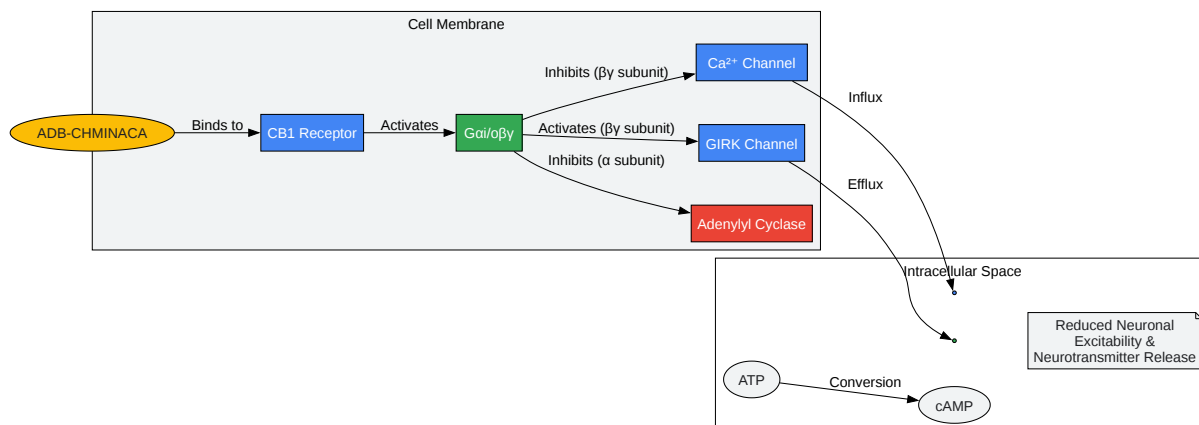 Cell Membrane
ADB-CHMINACA
Binds to
CB1 Receptor
Activates
Gαi/oβγ
Inhibits (βγ subunit)
Ca²⁺ Channel
Activates (βγ subunit)
GIRK Channel
Inhibits (α subunit)
Adenylyl Cyclase
Influx
Efflux
Intracellular Space
Reduced Neuronal
Excitability &
Neurotransmitter Release
ATP
Conversion
cAMP